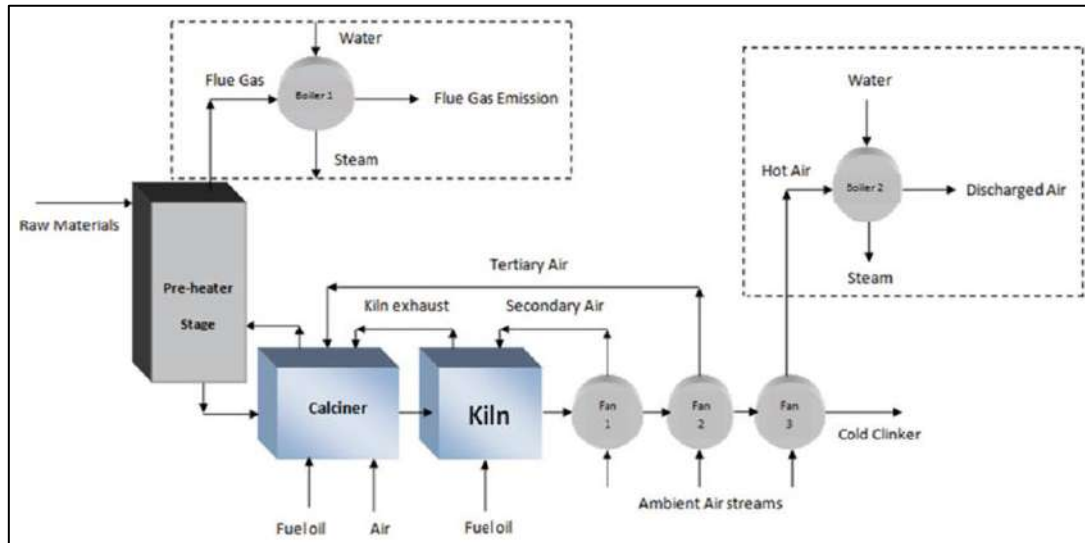 Water
Flue Gas
Boiler 1
Flue Gas Emission
Steam
Water
Hot Air
Boiler 2
Discharged Air
Steam
Raw Materials
Pre-heater
Stage
Tertiary Air
Kiln exhaust
Secondary Air
Calciner
Kiln
Fan
1
Fan
2
Fan
3
Cold Clinker
Ambient Air streams
Fuel oil
Air
Fuel oil